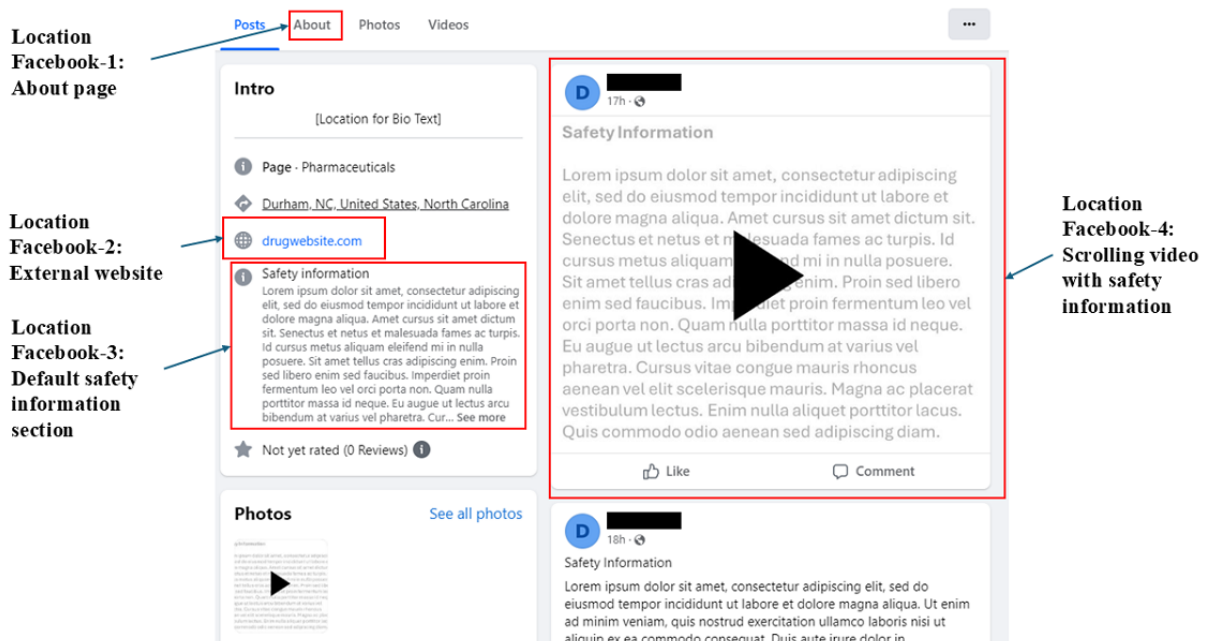 Location
Facebook-1:
About page
Location
Facebook-2:
External website
Location
Facebook-3:
Default safety
information
section
Posts About Photos Videos
Intro
[Location for Bio Text]
Page · Pharmaceuticals
Durham, NC, United States, North Carolina
drugwebsite.com
Safety information
Lorem ipsum dolor sit amet, consectetur adipiscing
elit, sed do eiusmod tempor incididunt ut labore et
dolore magna aliqua. Amet cursus sit amet dictum
sit. Senectus et netus et malesuada fames ac turpis.
Id cursus metus aliquam eleifend mi in nulla
posuere. Sit amet tellus cras adipiscing enim. Proin
sed libero enim sed faucibus. Imperdiet proin
fermentum leo vel orci porta non. Quam nulla
porttitor massa id neque. Eu augue ut lectus arcu
bibendum at varius vel pharetra. Cur... See more
Not yet rated (0 Reviews)
Photos See all photos
D
17h
Safety Information
Lorem ipsum dolor sit amet, consectetur adipiscing
elit, sed do eiusmod tempor incididunt ut labore et
dolore magna aliqua. Amet cursus sit amet dictum sit.
Senectus et netus et malesuada fames ac turpis. Id
cursus metus aliquam nd mi in nulla posuere.
Sit amet tellus cras ad enim. Proin sed libero
enim sed faucibus. Imperdiet proin fermentum leo vel
orci porta non. Quam nulla porttitor massa id neque.
Eu augue ut lectus arcu bibendum at varius vel
pharetra. Cursus vitae congue mauris rhoncus
aenean vel elit scelerisque mauris. Magna ac placerat
vestibulum lectus. Enim nulla aliquet porttitor lacus.
Quis commodo odio aenean sed adipiscing diam.
Like Comment
D
18h
Safety Information
Lorem ipsum dolor sit amet, consectetur adipiscing elit, sed do
eiusmod tempor incididunt ut labore et dolore magna aliqua. Ut enim
ad minim veniam, quis nostrud exercitation ullamco laboris nisi ut
aliquip ex ea commodo consequat. Duis aute irure dolor in
Location
Facebook-4:
Scrolling video
with safety
information